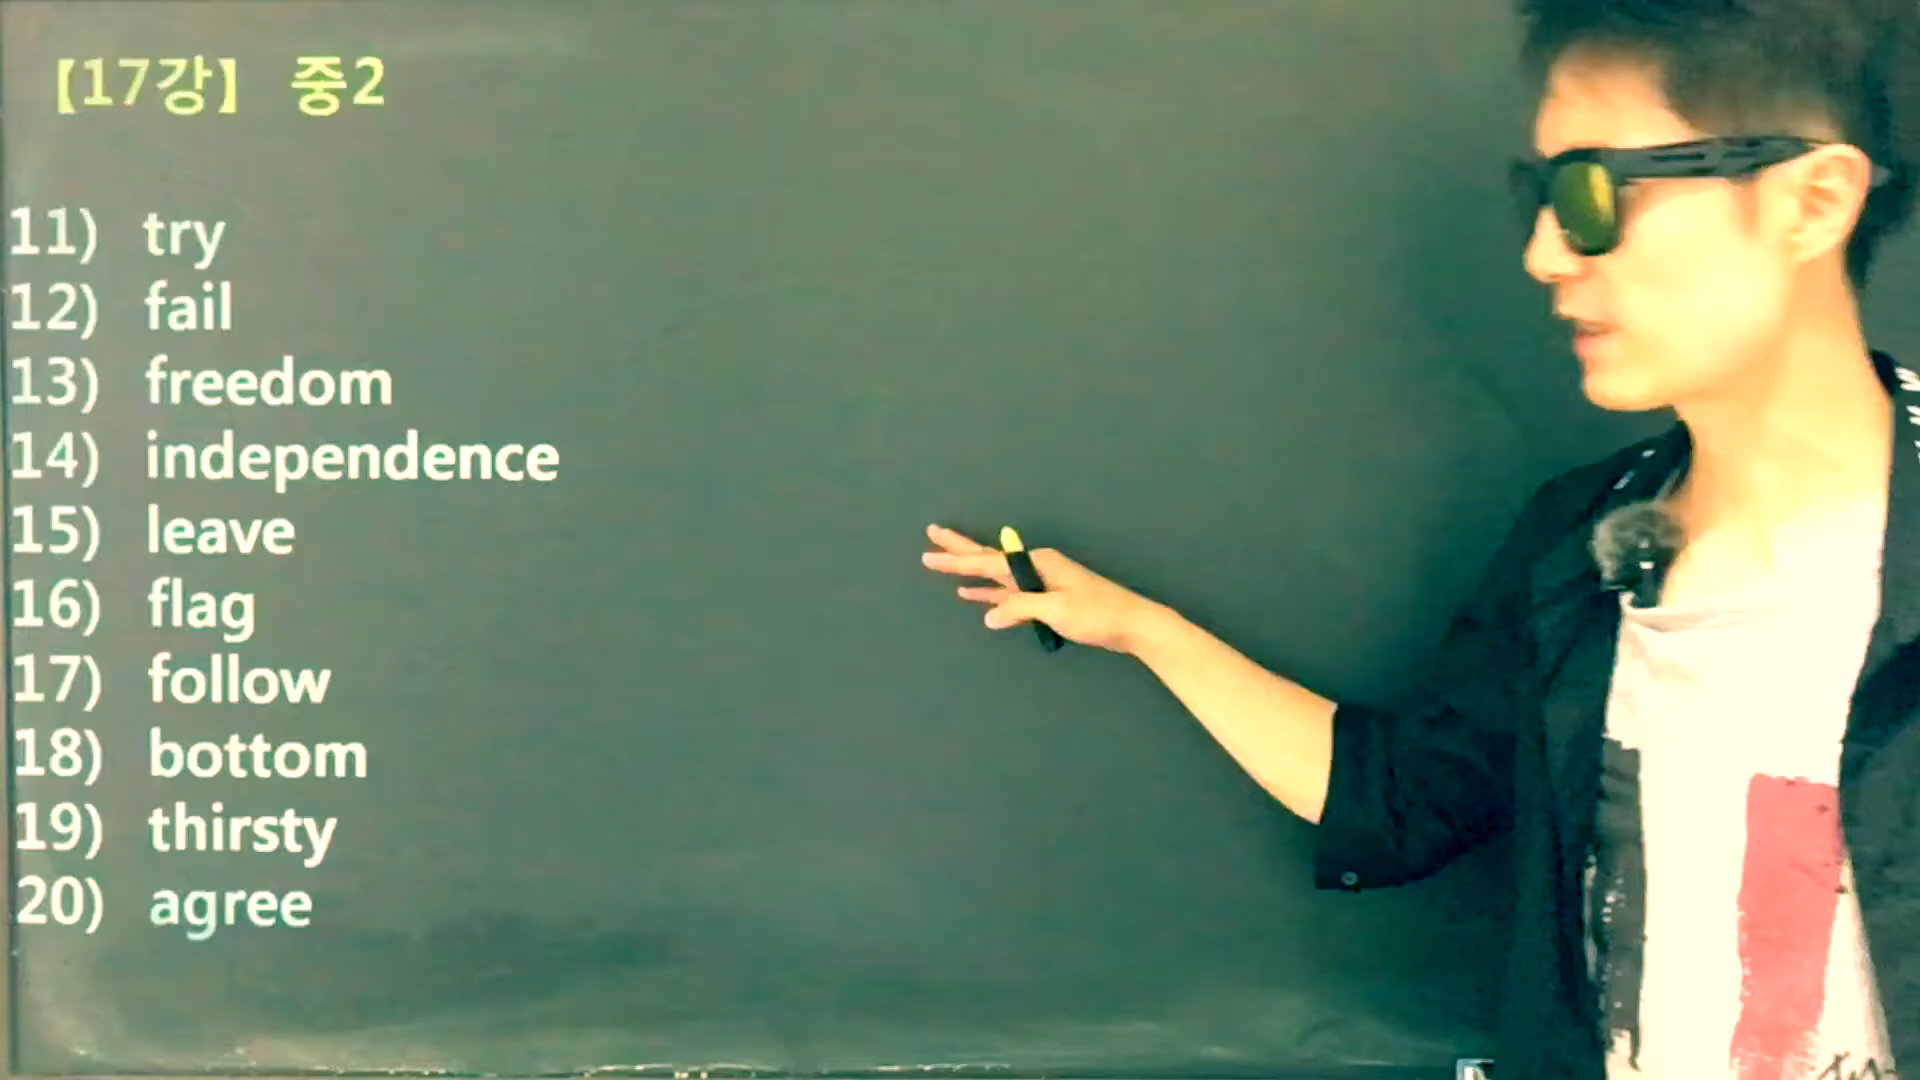 【17강】 중2
11) try
12) fail
13) freedom
14) independence
15) leave
16) flag
17) follow
18) bottom
19) thirsty
20) agree